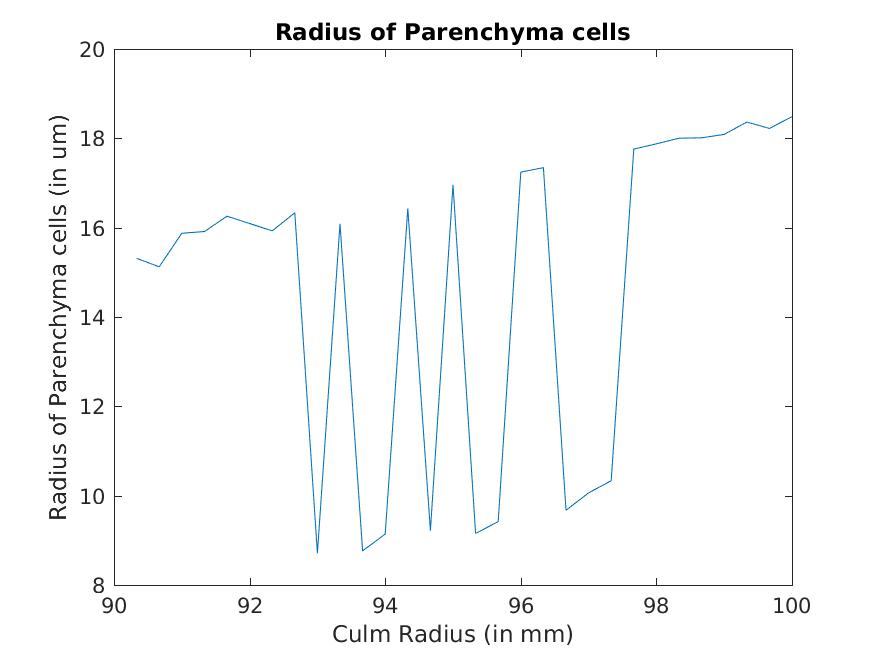 Radius of Parenchyma cells
20
18
16
14
12
10
8
Radius of Parenchyma cells (in um)
90 92 94 96 98 100
Culm Radius (in mm)